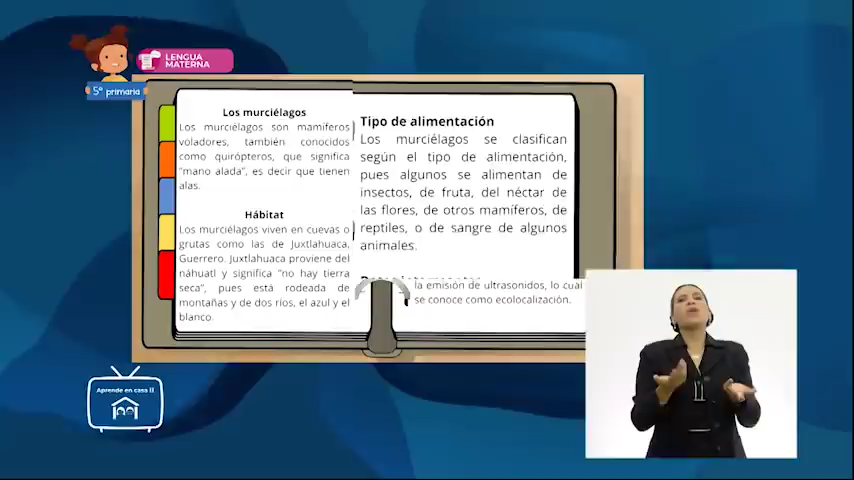 LENGUA
MATERNA
5° primaria
Los murciélagos
Los murciélagos son mamíferos
voladores, también conocidos
como quirópteros, que significa
"mano alada", es decir que tienen
alas.
Hábitat
Los murciélagos viven en cuevas o
grutas como las de Juxtlahuaca,
Guerrero. Juxtlahuaca proviene del
náhuatl y significa "no hay tierra
seca", pues está rodeada de
montañas y de dos ríos, el azul y el
blanco.
Tipo de alimentación
Los murciélagos se clasifican
según el tipo de alimentación,
pues algunos se alimentan de
insectos, de fruta, del néctar de
las flores, de otros mamíferos, de
reptiles, o de sangre de algunos
animales.
la emisión de ultrasonidos, lo cual
se conoce como ecolocalización.
Aprende en casa II